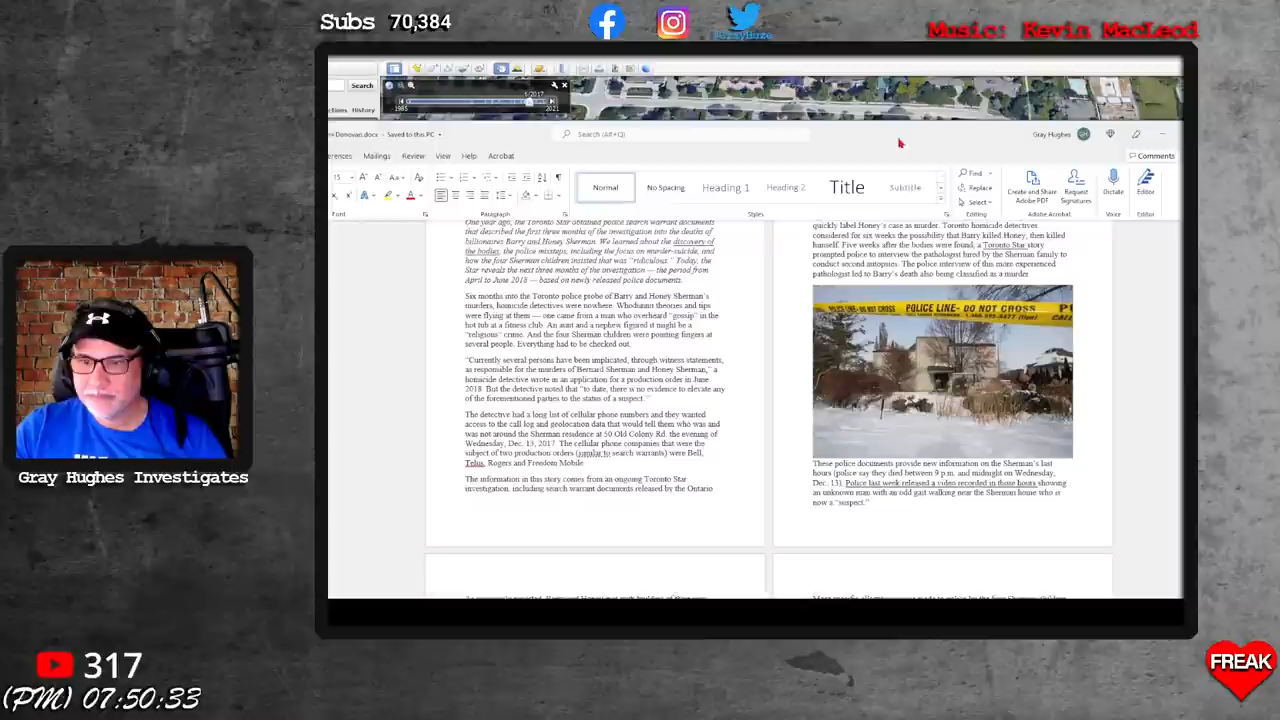 Subs 70,384
JerryHinze
Music: Kevin MacLeod
Search
History
5/2017
1985
2021
Donovan.docx - Saved to this PC
Search (Alt+Q)
Gray Hughes
GH
Mailings Review View Help Acrobat
Comments
15
Normal
No Spacing
Heading 1
Heading 2
Title
Subtitle
Find
Replace
Select
Create and Share
Adobe PDF
Request
Signatures
Dictate
Editor
Font
Paragraph
Styles
Editing
Adobe Acrobat
Voice
Editor
One year ago, the Toronto Star obtained police search warrant documents
that described the first three months of the investigation into the deaths of
billionaires Barry and Honey Sherman. We learned about the discovery of
the bodies, the police missteps, including the focus on murder-suicide, and
how the four Sherman children insisted that was “ridiculous.” Today, the
Star reveals the next three months of the investigation — the period from
April to June 2018 — based on newly released police documents.
Six months into the Toronto police probe of Barry and Honey Sherman’s
murders, homicide detectives were nowhere. Whodunnit theories and tips
were flying at them — one came from a man who overheard “gossip” in the
hot tub at a fitness club. An aunt and a nephew figured it might be a
“religious” crime. And the four Sherman children were pointing fingers at
several people. Everything had to be checked out.
“Currently several persons have been implicated, through witness statements,
as responsible for the murders of Bernard Sherman and Honey Sherman,” a
homicide detective wrote in an application for a production order in June
2018. But the detective noted that “to date, there is no evidence to elevate any
of the forementioned parties to the status of a suspect.”
The detective had a long list of cellular phone numbers and they wanted
access to the call log and geolocation data that would tell them who was and
was not around the Sherman residence at 50 Old Colony Rd. the evening of
Wednesday, Dec. 13, 2017. The cellular phone companies that were the
subject of two production orders (similar to search warrants) were Bell,
Telus, Rogers and Freedom Mobile
The information in this story comes from an ongoing Toronto Star
investigation, including search warrant documents released by the Ontario
quickly label Honey’s case as murder. Toronto homicide detectives
considered for six weeks the possibility that Barry killed Honey, then killed
himself. Five weeks after the bodies were found, a Toronto Star story
prompted police to interview the pathologist hired by the Sherman family to
conduct second autopsies. The police interview of this more experienced
pathologist led to Barry’s death also being classified as a murder
POLICE LINE- DO NOT CROSS
These police documents provide new information on the Sherman’s last
hours (police say they died between 9 p.m. and midnight on Wednesday,
Dec. 13). Police last week released a video recorded in those hours showing
an unknown man with an odd gait walking near the Sherman home who is
now a “suspect.”
Gray Hughes Investigates
317
(PM) 07:50:33
FREAK